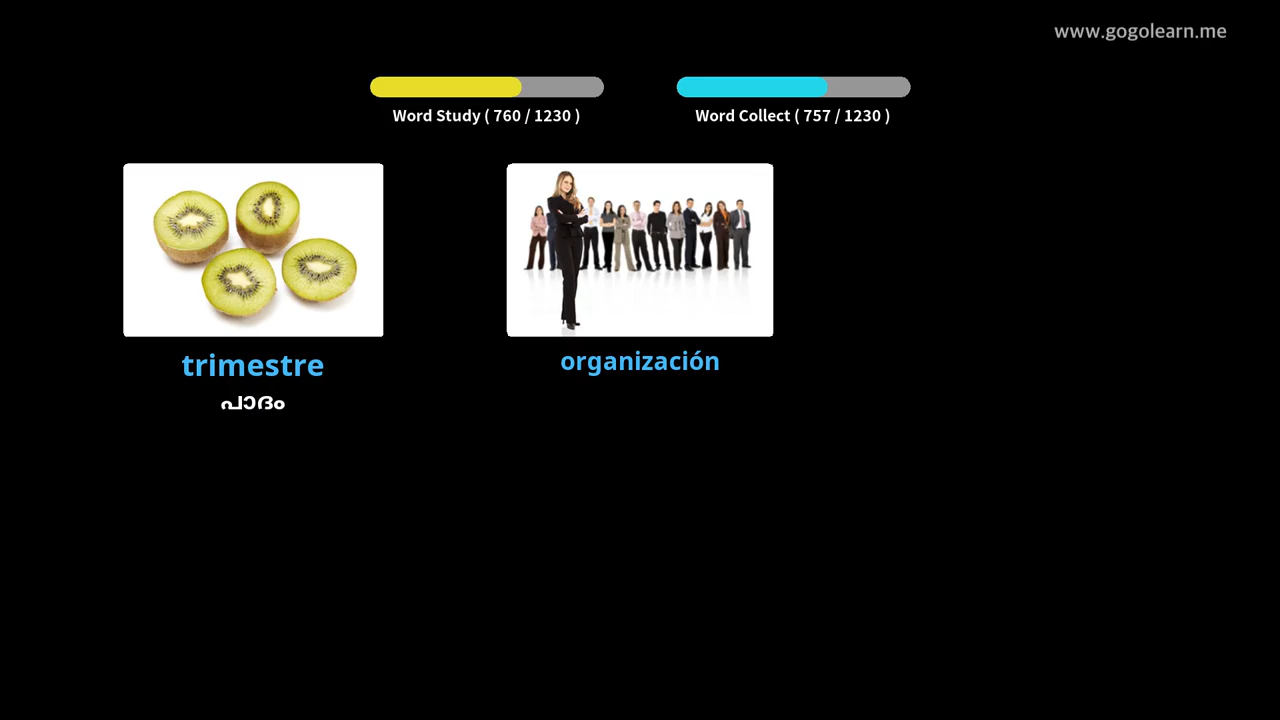 www.gogolearn.me
Word Study ( 760 / 1230 )
Word Collect ( 757 / 1230 )
trimestre
organización
പാദം